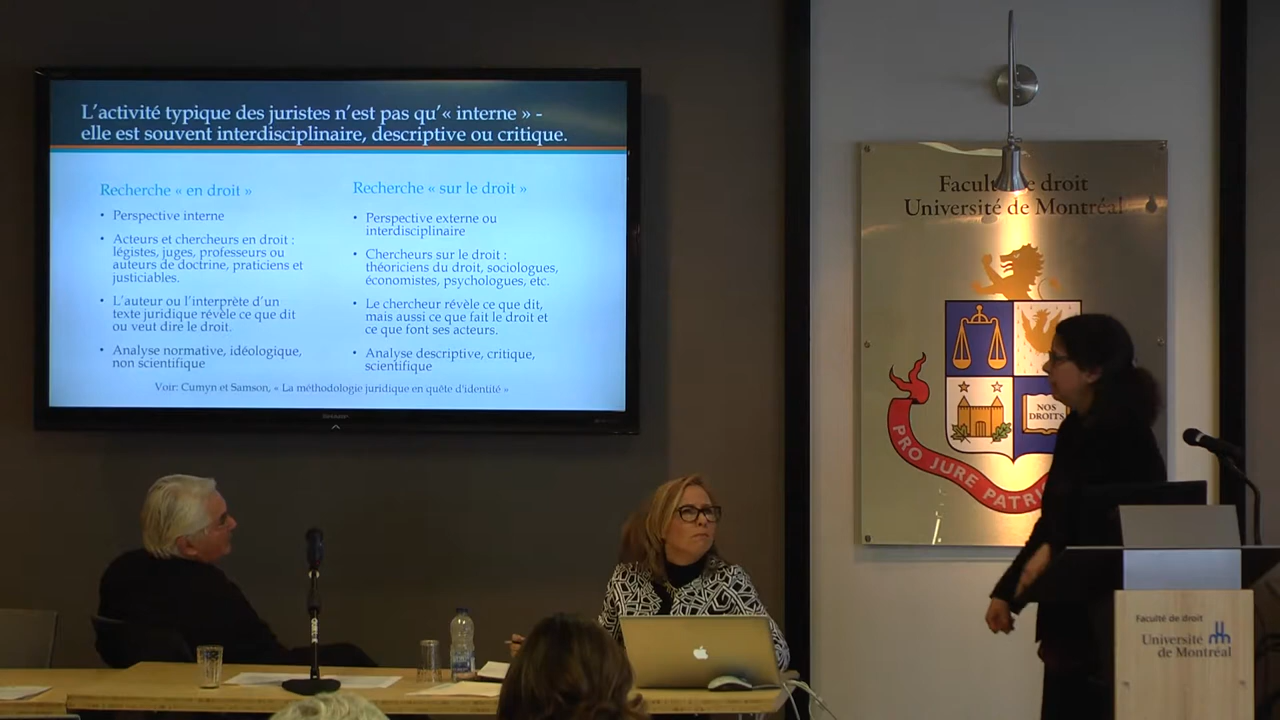 L'activité typique des juristes n'est pas qu'« interne » -
elle est souvent interdisciplinaire, descriptive ou critique.
Recherche « en droit »
• Perspective interne
• Acteurs et chercheurs en droit :
légistes, juges, professeurs ou
auteurs de doctrine, praticiens et
justiciables.
• L'auteur ou l'interprète d'un
texte juridique révèle ce que dit
ou veut dire le droit.
• Analyse normative, idéologique,
non scientifique
Recherche « sur le droit »
• Perspective externe ou
interdisciplinaire
• Chercheurs sur le droit :
théoriciens du droit, sociologues,
économistes, psychologues, etc.
• Le chercheur révèle ce que dit,
mais aussi ce que fait le droit et
ce que font ses acteurs.
• Analyse descriptive, critique,
scientifique
Voir: Cumyn et Samson, « La méthodologie juridique en quête d'identité »
Faculté de droit
Université de Montréal
NOS
DROITS
PRO JURE PATRI
Faculté de droit
Université
de Montréal